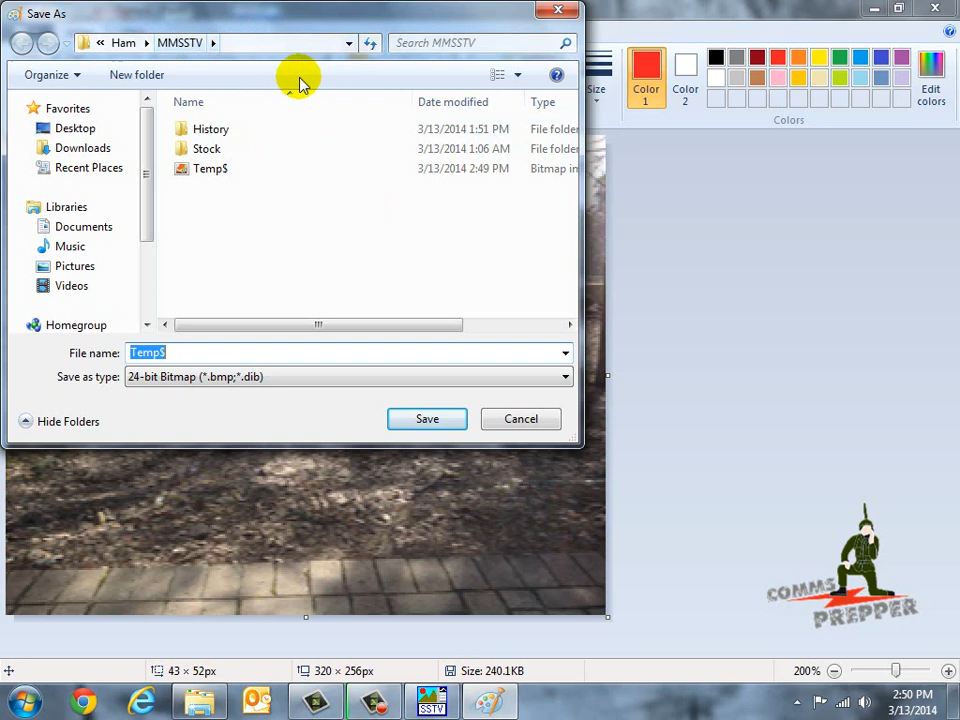 Save As
« Ham MMSSTV
Search MMSSTV
Organize
New folder
Name
Date modified
Type
Favorites
Desktop
Downloads
Recent Places
Libraries
Documents
Music
Pictures
Videos
Homegroup
History 3/13/2014 1:51 PM File folder
Stock 3/13/2014 1:06 AM File folder
Temp$ 3/13/2014 2:49 PM Bitmap im
File name: Temp$
Save as type: 24-bit Bitmap (*.bmp;*.dib)
Hide Folders
Save
Cancel
Size
Color
1
Color
2
Edit
colors
Colors
COMMS
PREPPER
43 × 52px
320 × 256px
Size: 240.1KB
200%
SSTV
2:50 PM
3/13/2014